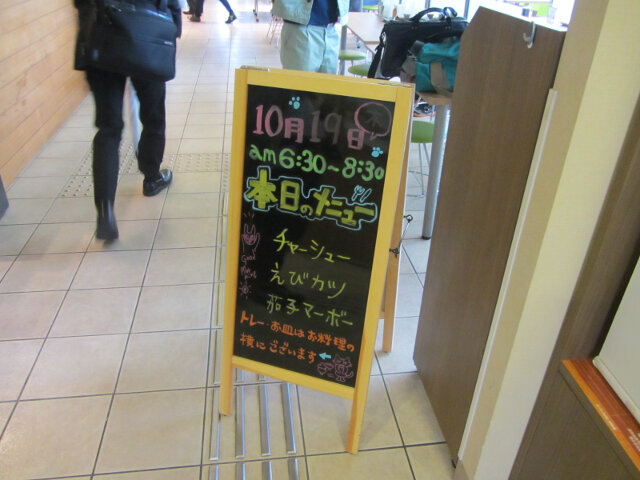 10月19日 木
am 6:30~8:30
本日のメニュー
チャーシュー
えびカツ
茄子マーボー
Good
トレー・お皿はお料理の
横にございます←